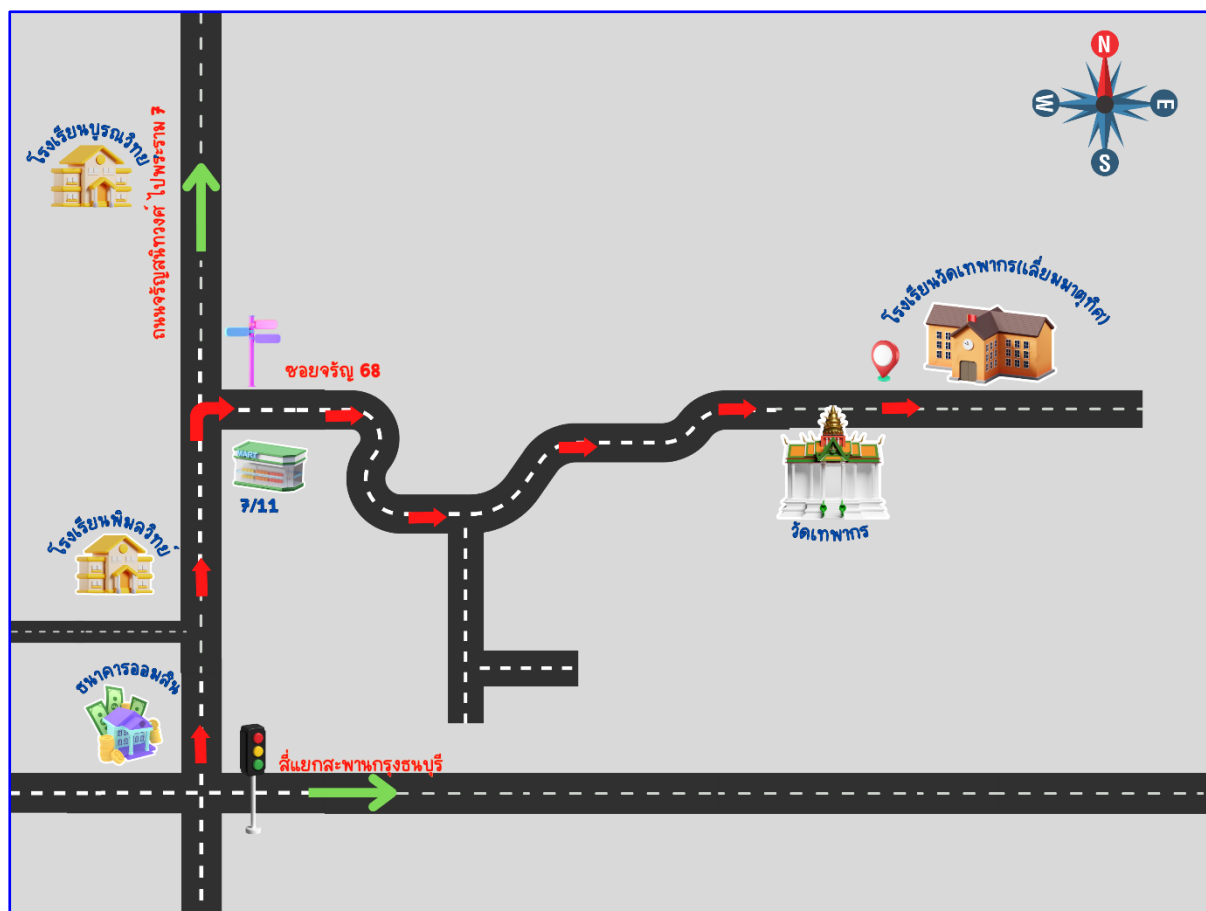 N
W
E
S
โรงเรียนบูรณวิทย์
ถนนจรัญสนิทวงศ์ ไปพระราม 7
โรงเรียนวัดเทพากร(เลี่ยมมาตุทิศ)
ซอยจรัญ 68
MART
7/11
วัดเทพากร
โรงเรียนพิมลวิทย์
ธนาคารออมสิน
สี่แยกสะพานกรุงธนบุรี